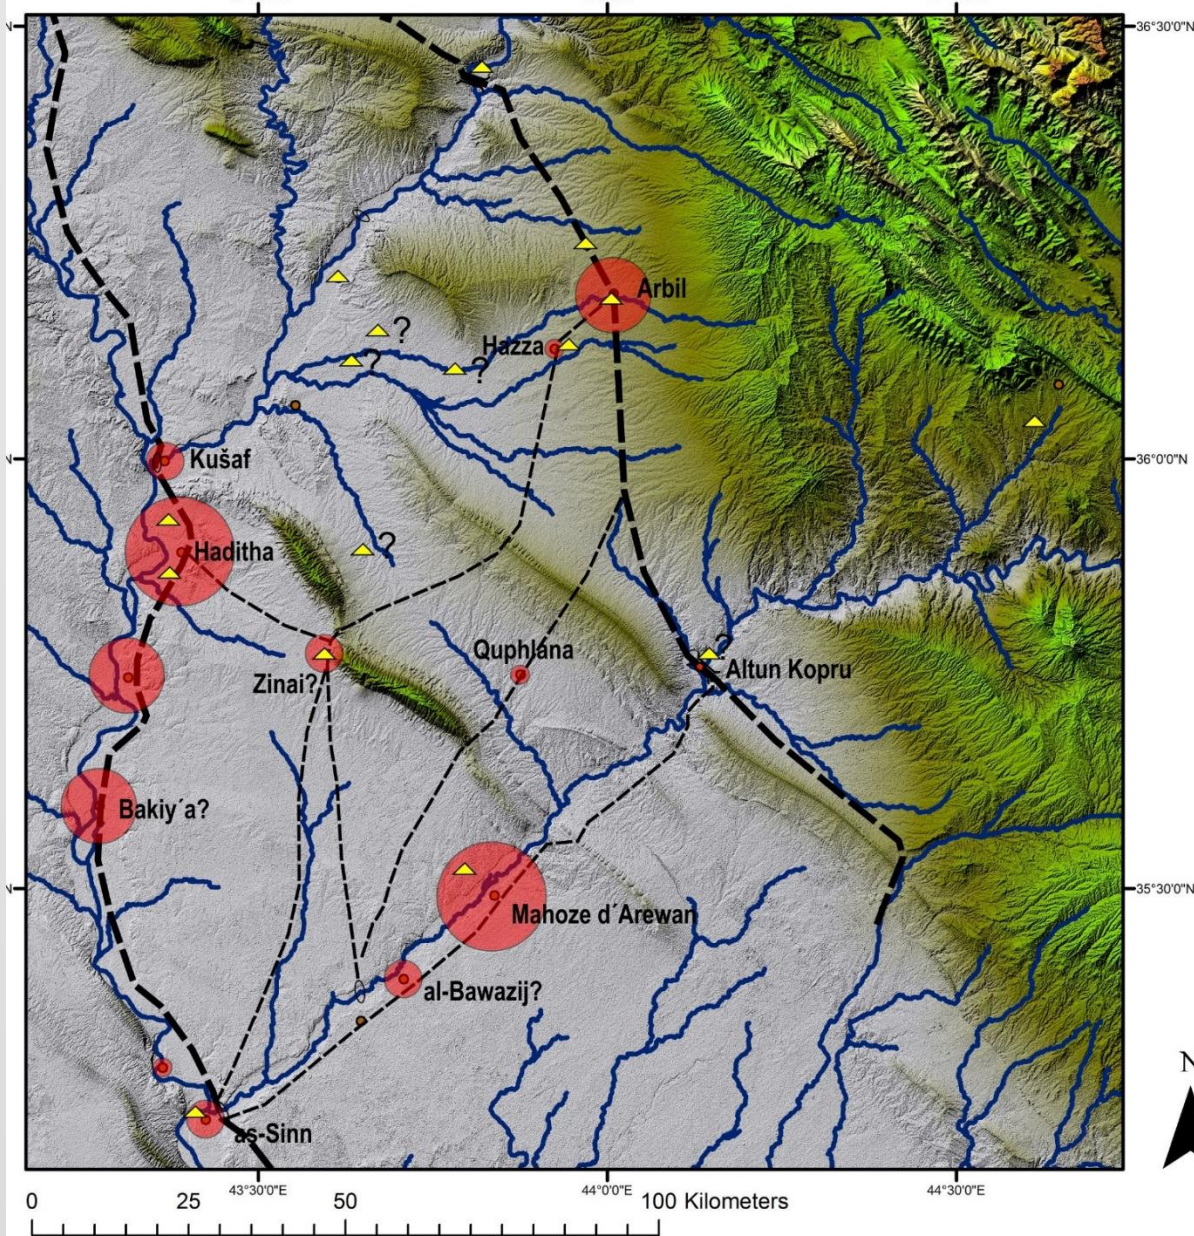 36°30'0"N
Arbil
Hazza
?
?
?
N
Kušaf
36°0'0"N
Haditha
?
Quphlana
?
Zinai?
Altun Kopru
Bakiy´a?
N
35°30'0"N
Mahoze d´Arewan
al-Bawazij?
N
as-Sinn
0 25 50 100 Kilometers
43°30'0"E 44°0'0"E 44°30'0"E